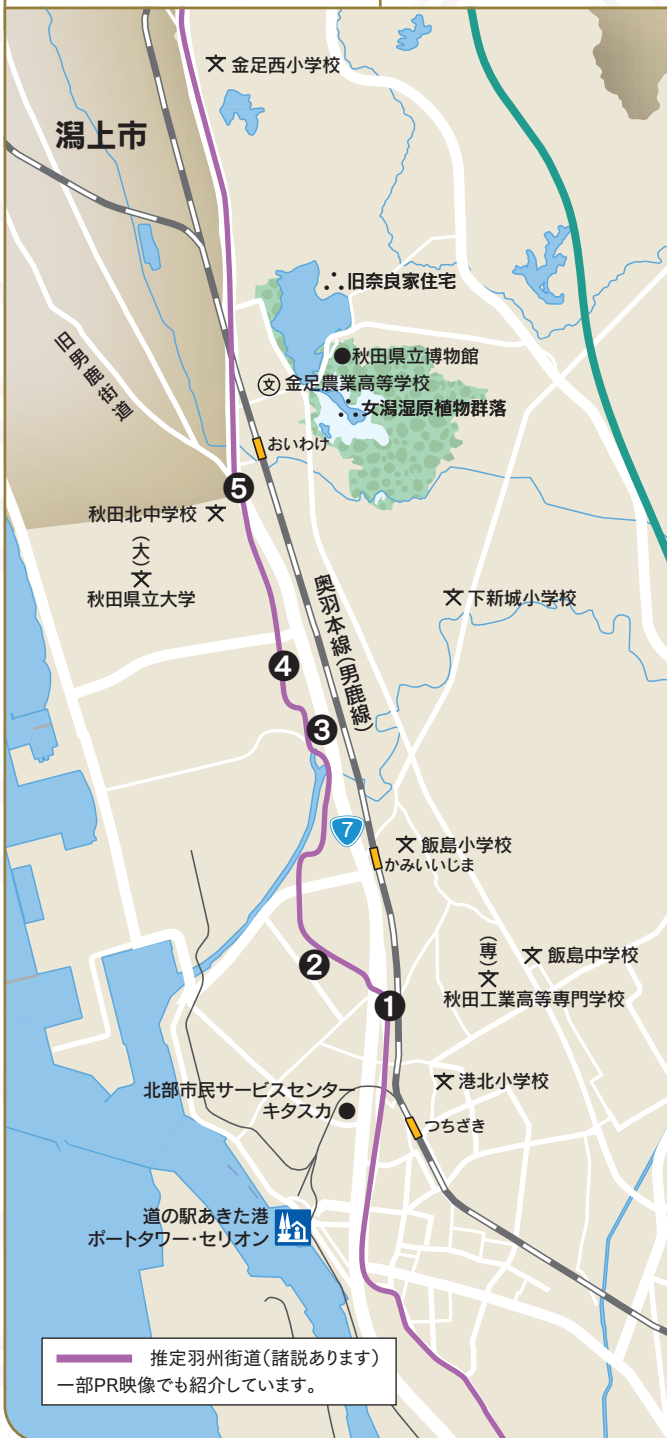 金足西小学校
潟上市
旧奈良家住宅
秋田県立博物館
文
金足農業高等学校
女潟湿原植物群落
旧男鹿街道
おいわけ
5
秋田北中学校
(大)
秋田県立大学
奥羽本線(男鹿線)
下新城小学校
4
3
7
飯島小学校
かみいいじま
2
(専)
飯島中学校
秋田工業高等専門学校
1
港北小学校
北部市民サービスセンター
キタスカ
つちざき
道の駅あきた港
ポートタワー・セリオン
推定羽州街道(諸説あります)
一部PR映像でも紹介しています。